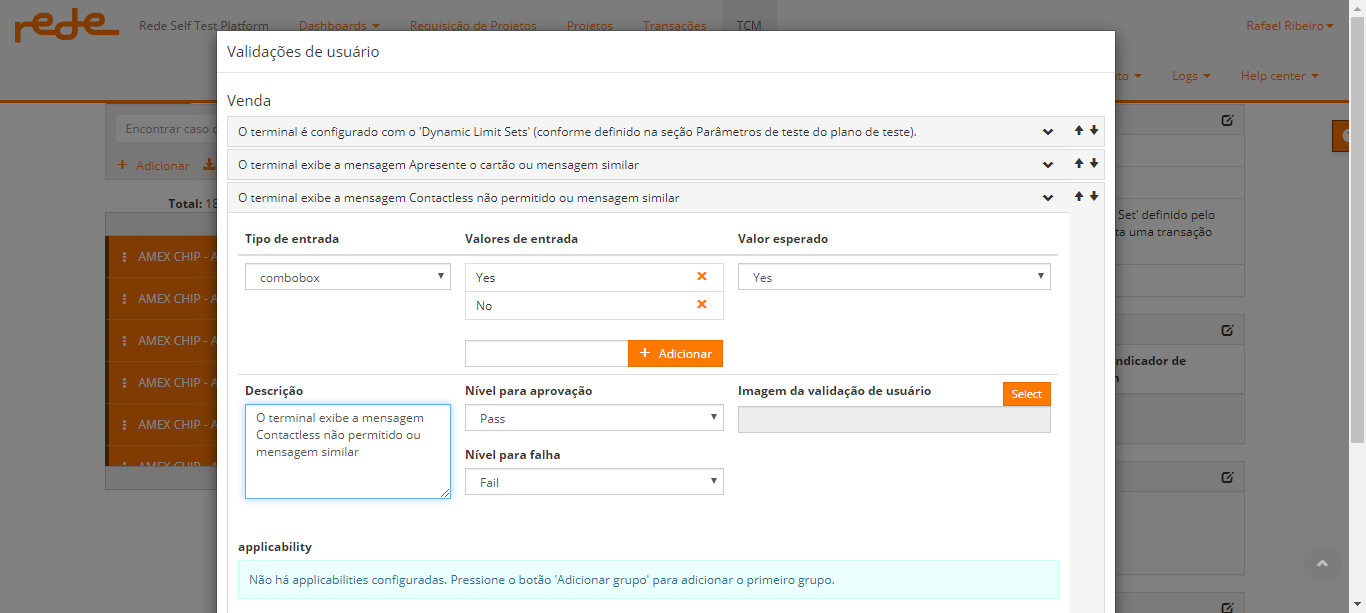 rede
Rede Self Test Platform
Dashboards
Requisição de Projetos
Projetos
Transações
TCM
Rafael Ribeiro
Logs
Help center
Validações de usuário
Venda
O terminal é configurado com o 'Dynamic Limit Sets' (conforme definido na seção Parâmetros de teste do plano de teste).
O terminal exibe a mensagem Apresente o cartão ou mensagem similar
O terminal exibe a mensagem Contactless não permitido ou mensagem similar
Tipo de entrada
Valores de entrada
Valor esperado
combobox
Yes
No
Yes
+ Adicionar
Descrição
Nível para aprovação
Imagem da validação de usuário
Select
O terminal exibe a mensagem
Contactless não permitido ou
mensagem similar
Pass
Nível para falha
Fail
applicability
Não há applicabilities configuradas. Pressione o botão 'Adicionar grupo' para adicionar o primeiro grupo.
Encontrar caso
+ Adicionar
Total: 18
AMEX CHIP -
AMEX CHIP -
AMEX CHIP -
AMEX CHIP -
AMEX CHIP -
AMEX CHIP
Set' definido pelo
uma transação
ndicador de